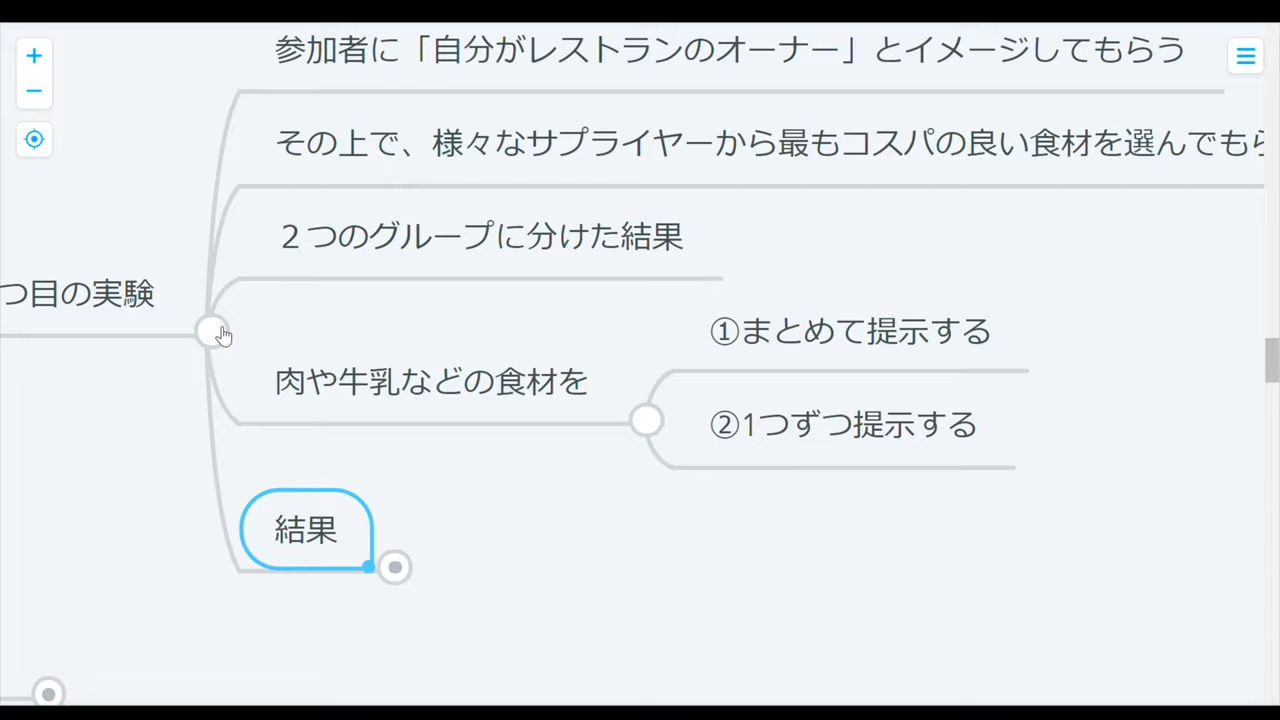 参加者に「自分がレストランのオーナー」とイメージしてもらう
その上で、様々なサプライヤーから最もコスパの良い食材を選んでもら
２つのグループに分けた結果
つ目の実験
肉や牛乳などの食材を
①まとめて提示する
②1つずつ提示する
結果